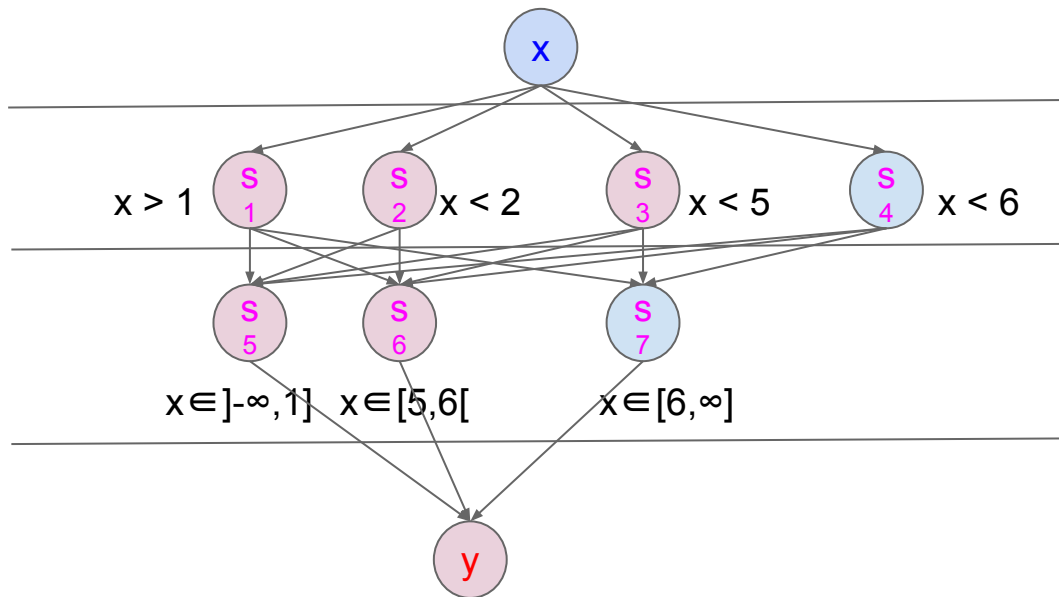 x
s
1
x > 1
s
2
x < 2
s
3
x < 5
s
4
x < 6
s
5
s
6
s
7
x∈]-∞,1]
x∈[5,6[
x∈[6,∞]
y